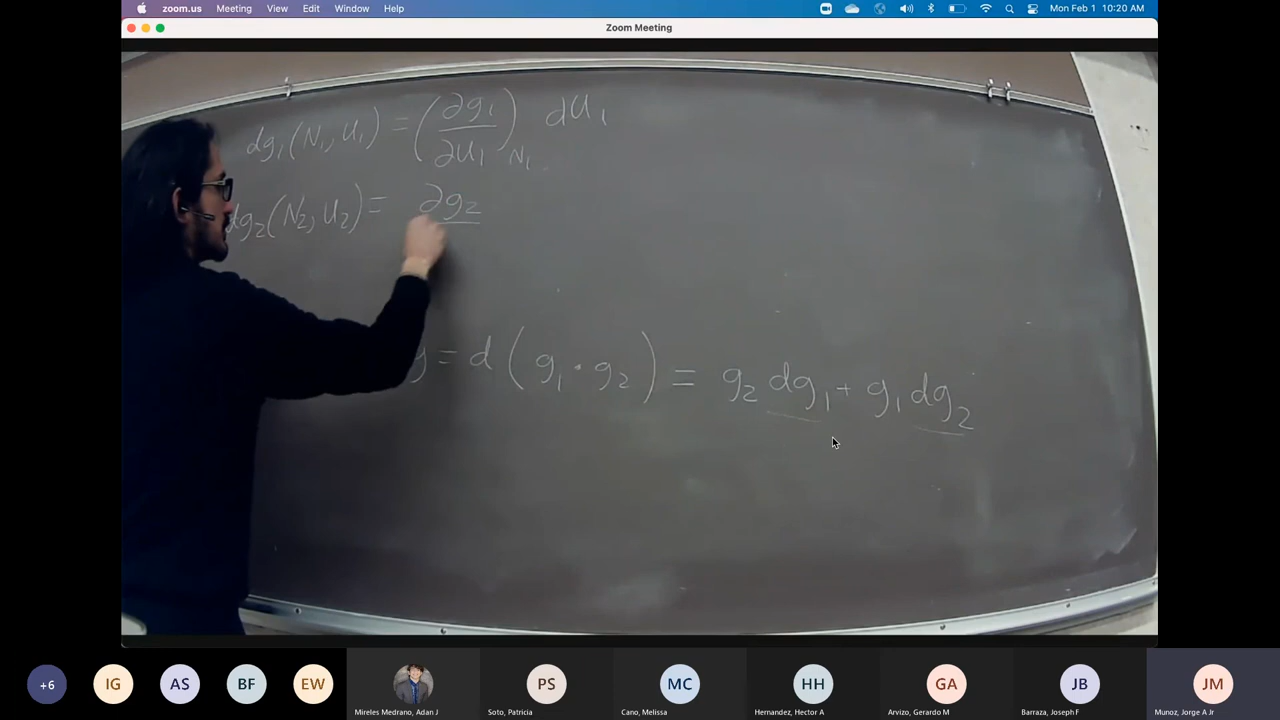 zoom.us Meeting View Edit Window Help Mon Feb 1 10:20 AM
Zoom Meeting
dg₁(N₁, U₁) = (∂g₁/∂U₁)N₁ dU₁
dg₂(N₂, U₂) = ∂g₂
g = d(g₁ · g₂) = g₂ dg₁ + g₁ dg₂
+6 IG AS BF EW PS MC HH GA JB JM
Mireles Medrano, Adan J Soto, Patricia Cano, Melissa Hernandez, Hector A Arvizo, Gerardo M Barraza, Joseph F Munoz, Jorge A Jr